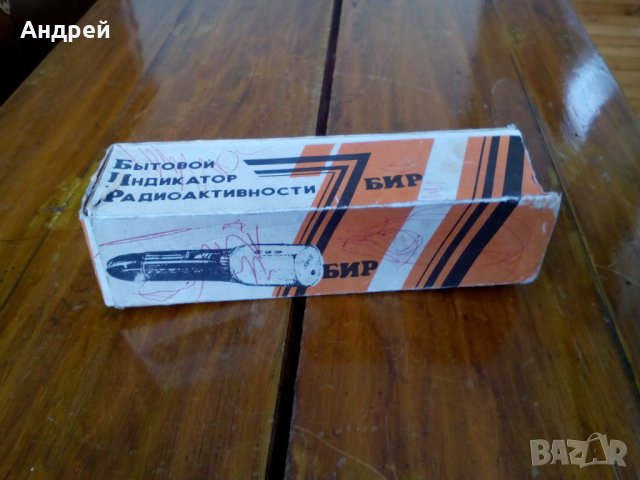 Андрей
Бытовой
Индикатор
Радиоактивности
БИР
БИР
BAZAR